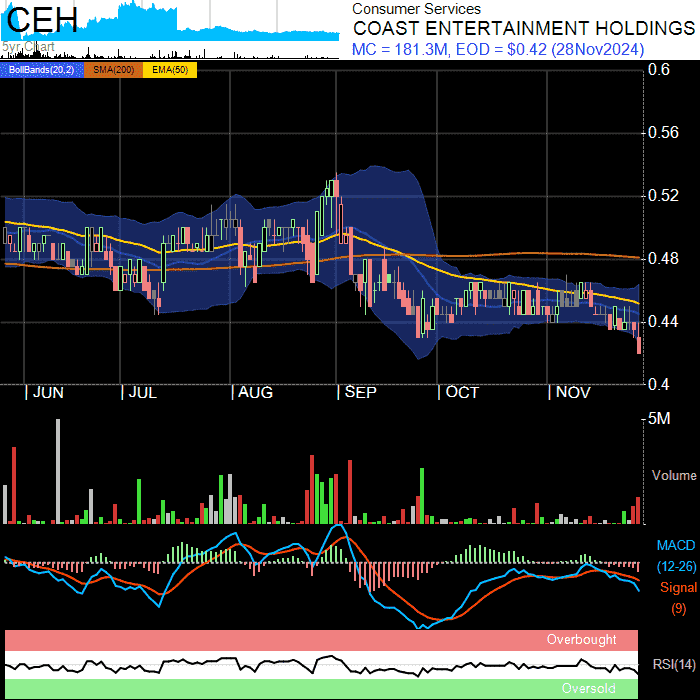 CEH
5yr Chart
Consumer Services
COAST ENTERTAINMENT HOLDINGS
MC = 181.3M, EOD = $0.42 (28Nov2024)
BollBands(20,2) SMA(200) EMA(50)
0.6
0.56
0.52
0.48
0.44
0.4
JUN JUL AUG SEP OCT NOV
5M
Volume
MACD
(12-26)
Signal
(9)
Overbought
RSI(14)
Oversold